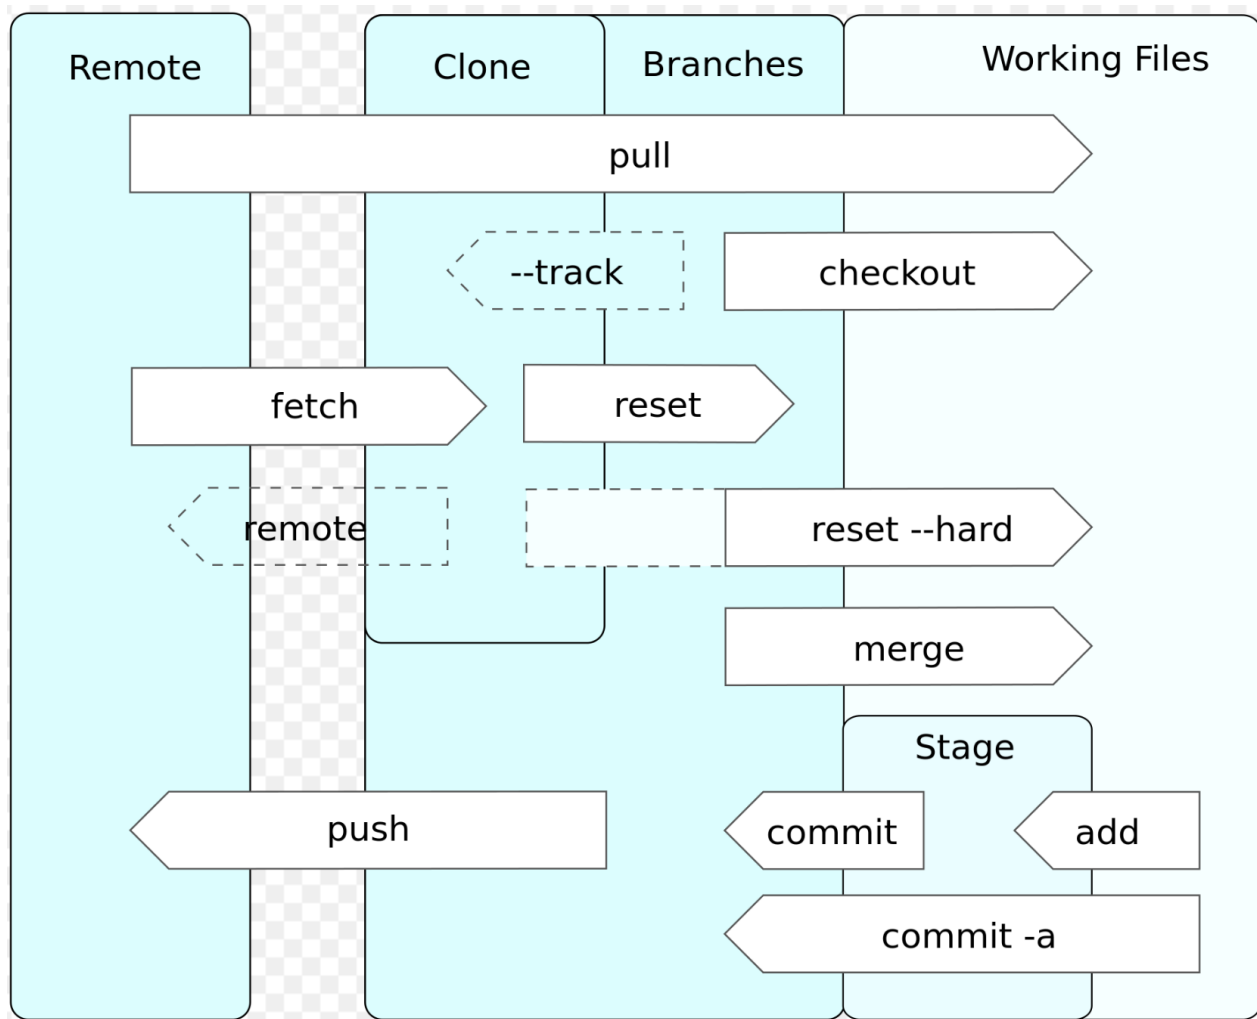 Remote
Clone
Branches
Working Files
pull
--track
checkout
fetch
reset
remote
reset --hard
merge
Stage
push
commit
add
commit -a